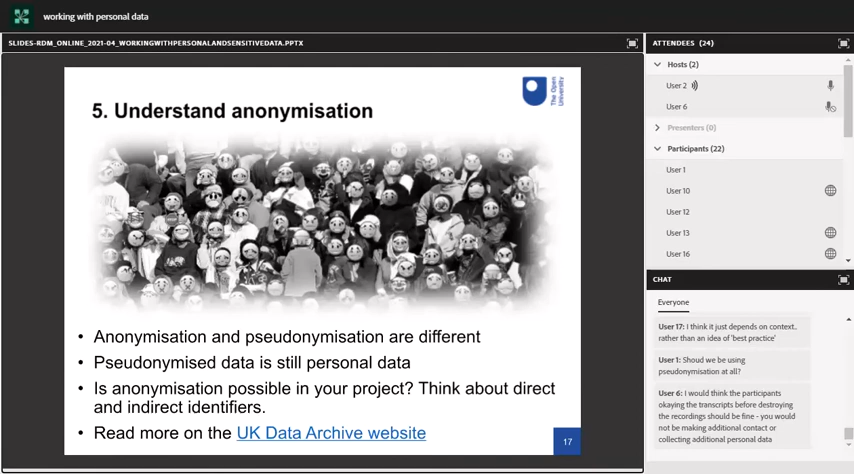 working with personal data
SLIDES-RDM_ONLINE_2021-04_WORKINGWITHPERSONALANDSENSITIVEDATA.PPTX
5. Understand anonymisation
The Open
University
• Anonymisation and pseudonymisation are different
• Pseudonymised data is still personal data
• Is anonymisation possible in your project? Think about direct
and indirect identifiers.
• Read more on the UK Data Archive website
17
ATTENDEES (24)
Hosts (2)
User 2
User 6
Presenters (0)
Participants (22)
User 1
User 10
User 12
User 13
User 16
CHAT
Everyone
User 17: I think it just depends on context,
rather than an idea of 'best practice'
User 1: Shoud we be using
pseudonymisation at all?
User 6: I would think the participants
okaying the transcripts before destroying
the recordings should be fine - you would
not be making additional contact or
collecting additional personal data